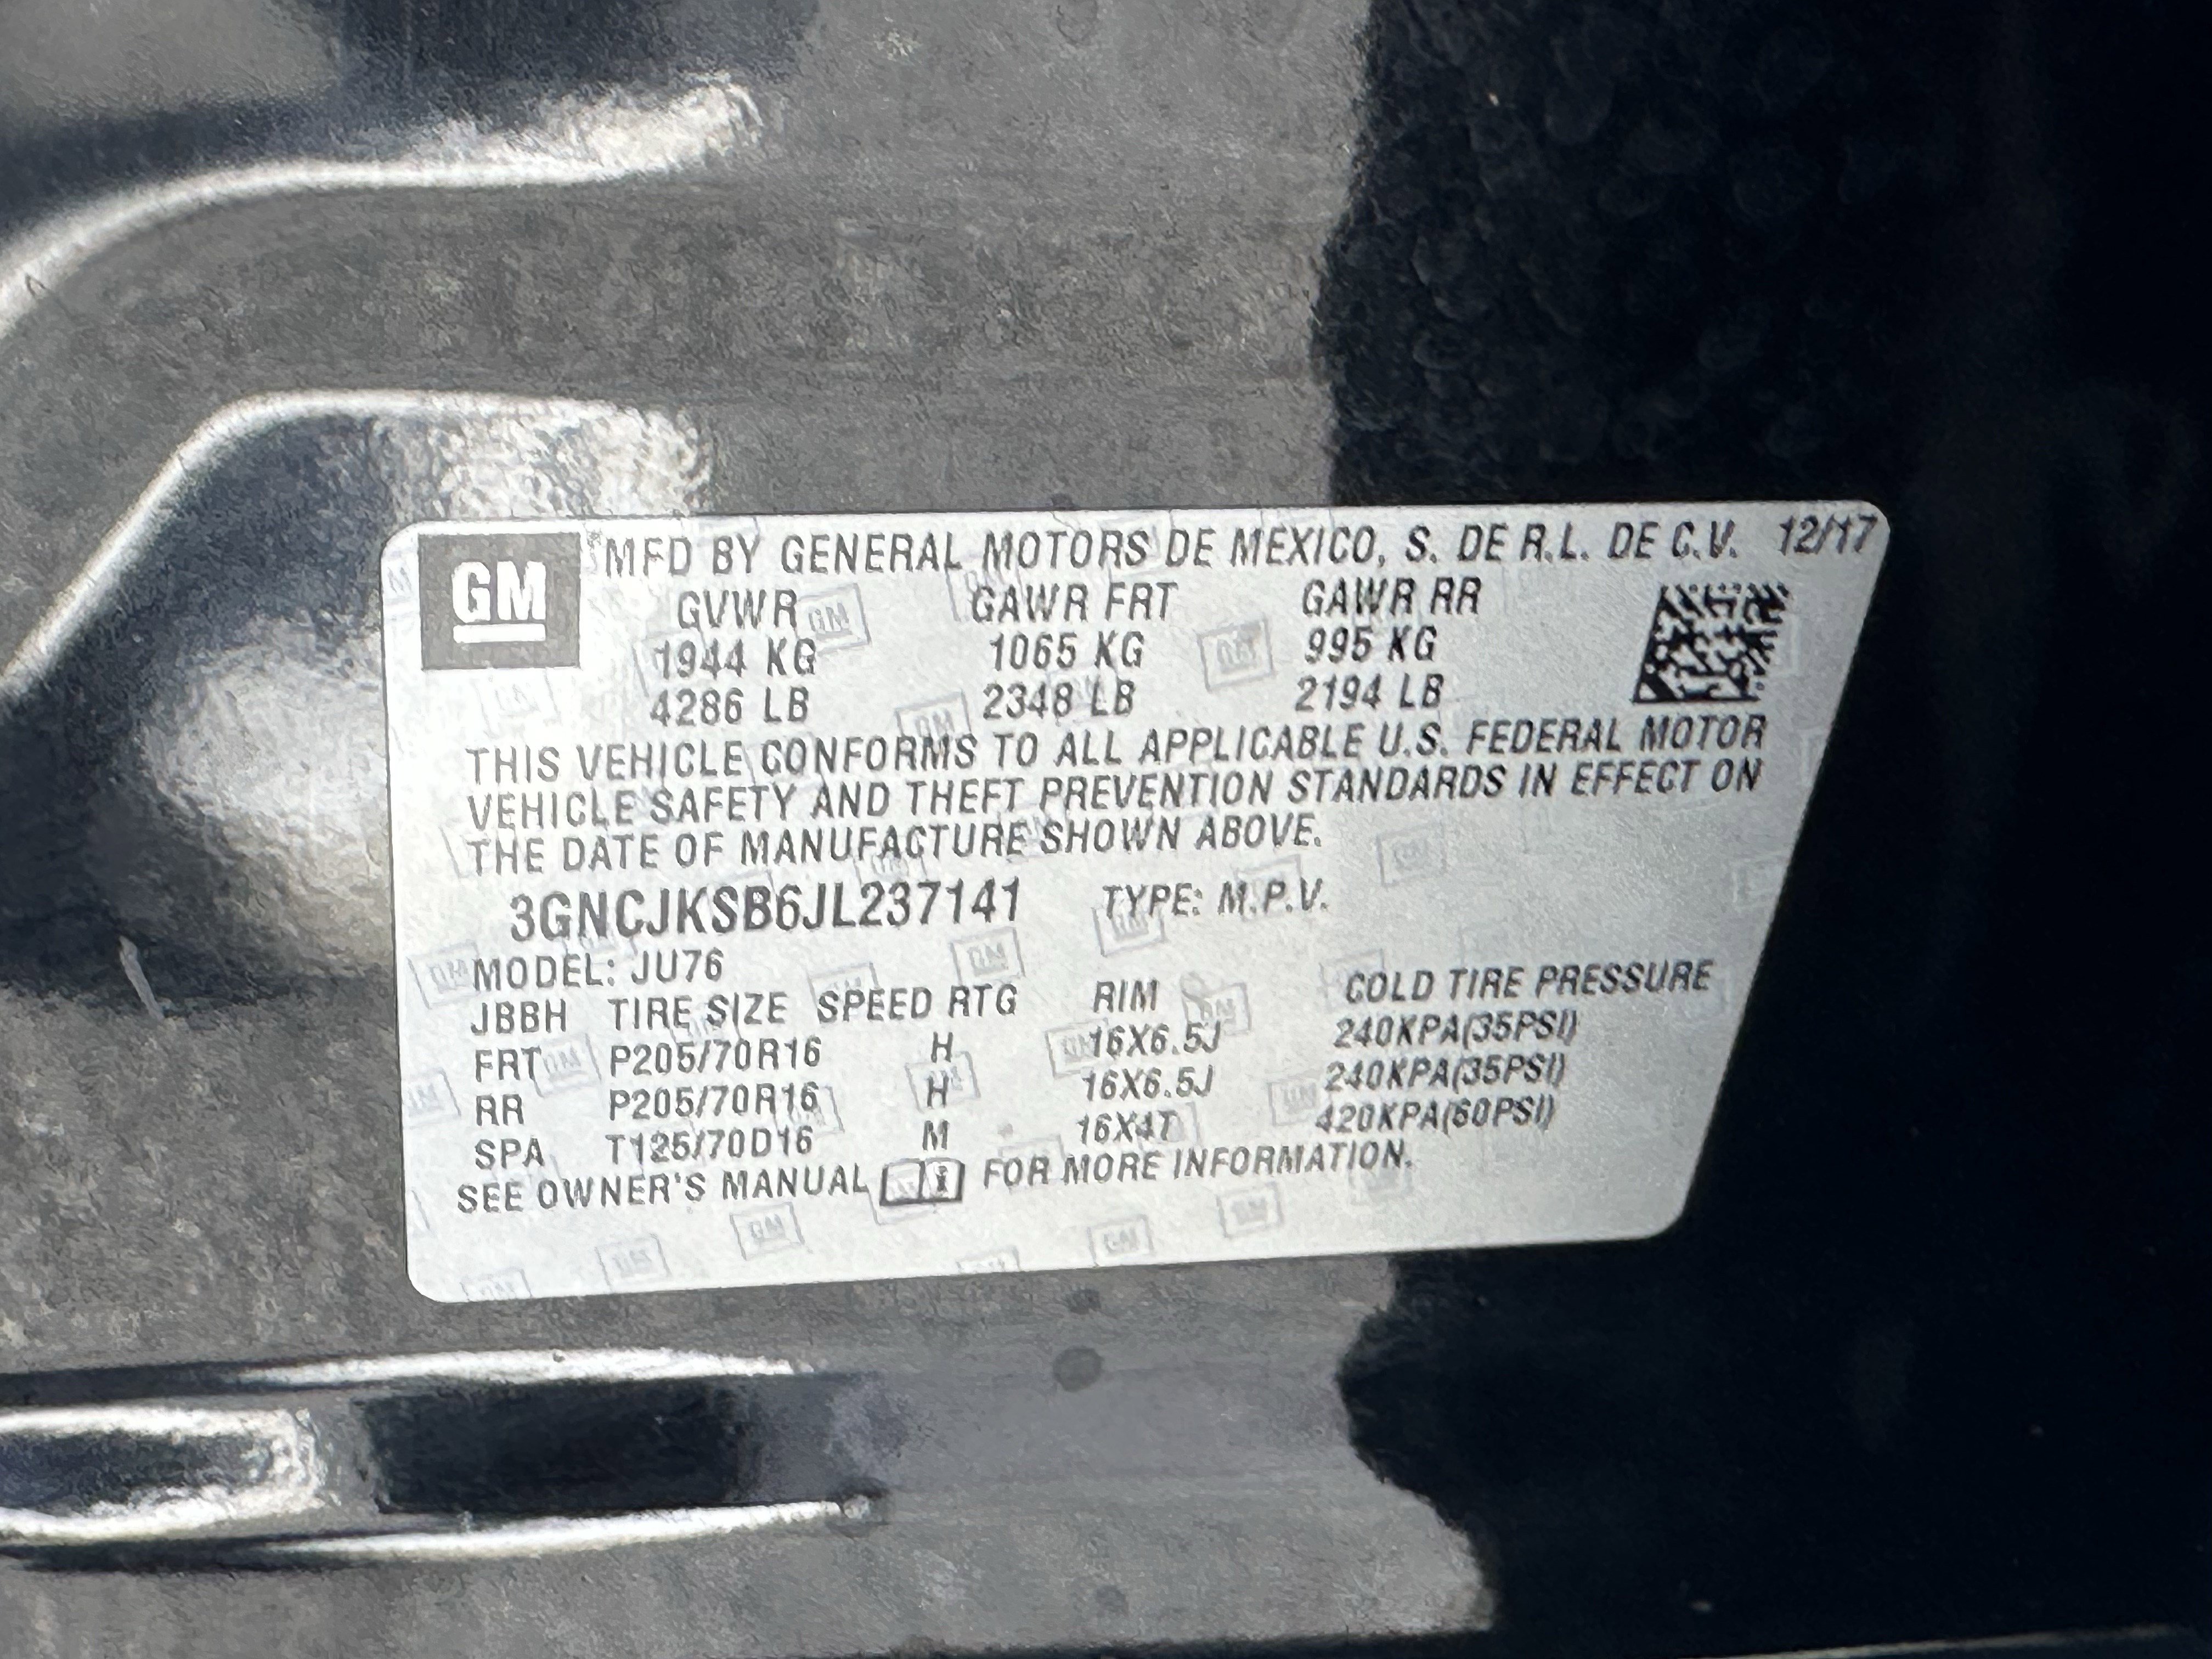 GM MFD BY GENERAL MOTORS DE MEXICO, S. DE R.L. DE C.V. 12/17
GVWR GAWR FRT GAWR RR
1944 KG 1065 KG 995 KG
4286 LB 2348 LB 2194 LB
THIS VEHICLE CONFORMS TO ALL APPLICABLE U.S. FEDERAL MOTOR
VEHICLE SAFETY AND THEFT PREVENTION STANDARDS IN EFFECT ON
THE DATE OF MANUFACTURE SHOWN ABOVE.
3GNCJKSB6JL237141 TYPE: M.P.V.
MODEL: JU76
JBBH TIRE SIZE SPEED RTG RIM COLD TIRE PRESSURE
FRT P205/70R16 H 16X6.5J 240KPA(35PSI)
RR P205/70R16 H 16X6.5J 240KPA(35PSI)
SPA T125/70D16 M 16X4T 420KPA(60PSI)
SEE OWNER'S MANUAL FOR MORE INFORMATION.